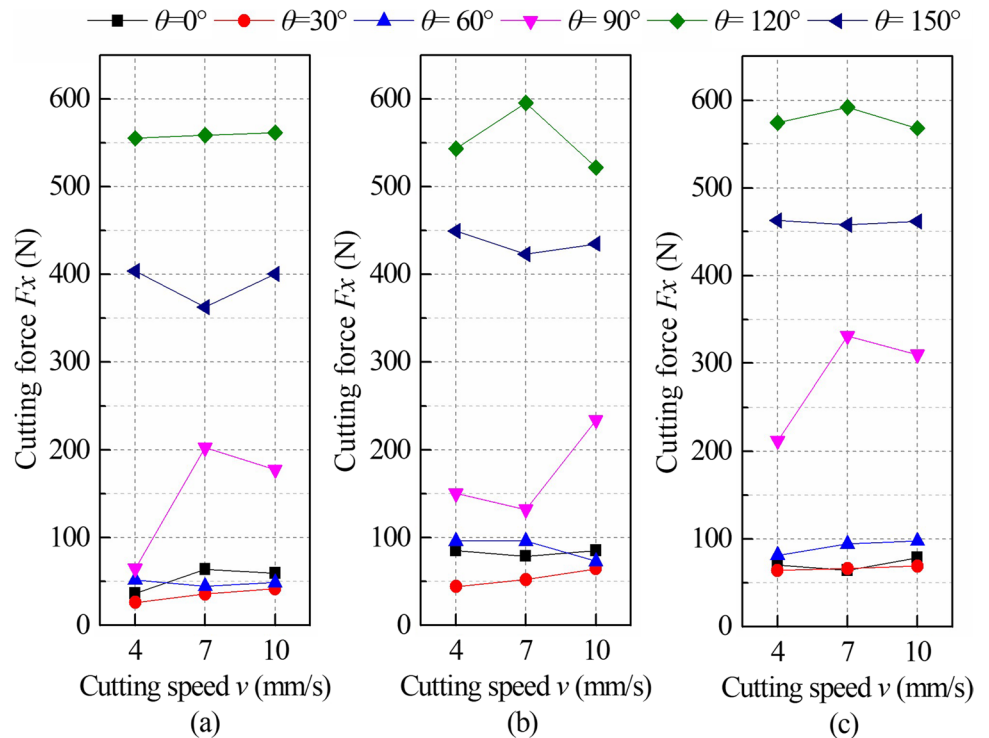 θ=0° θ=30° θ= 60° θ= 90° θ= 120° θ= 150°
Cutting force Fx (N)
600
500
400
300
200
100
0
4 7 10
Cutting speed v (mm/s)
(a)
Cutting force Fx (N)
600
500
400
300
200
100
0
4 7 10
Cutting speed v (mm/s)
(b)
Cutting force Fx (N)
600
500
400
300
200
100
0
4 7 10
Cutting speed v (mm/s)
(c)